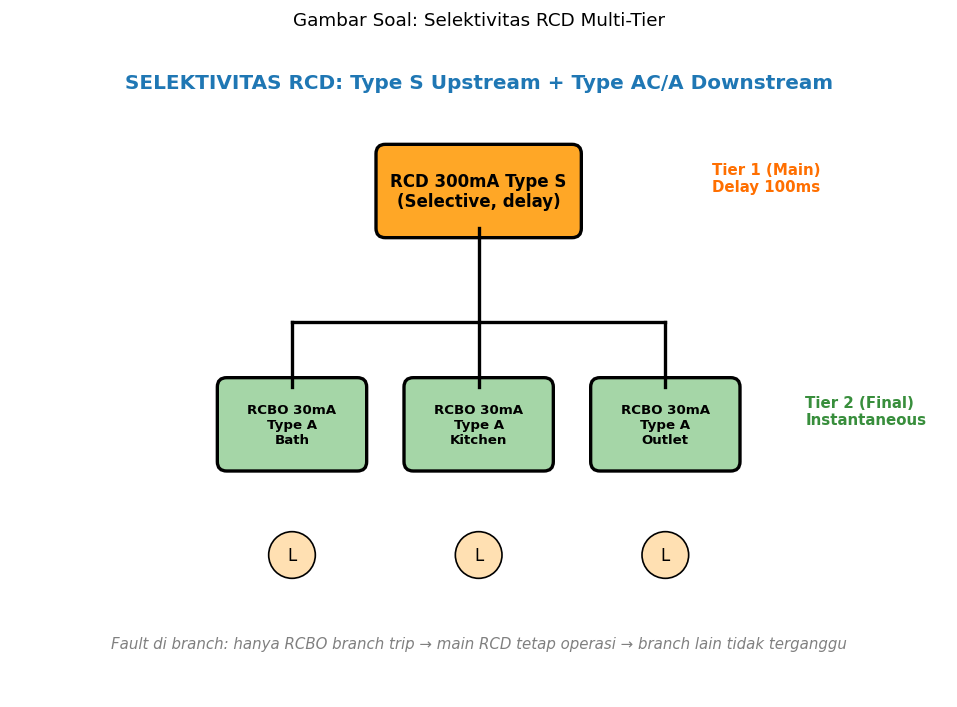 Gambar Soal: Selektivitas RCD Multi-Tier
SELEKTIVITAS RCD: Type S Upstream + Type AC/A Downstream
RCD 300mA Type S
(Selective, delay)
Tier 1 (Main)
Delay 100ms
RCBO 30mA
Type A
Bath
RCBO 30mA
Type A
Kitchen
RCBO 30mA
Type A
Outlet
Tier 2 (Final)
Instantaneous
L
L
L
Fault di branch: hanya RCBO branch trip → main RCD tetap operasi → branch lain tidak terganggu